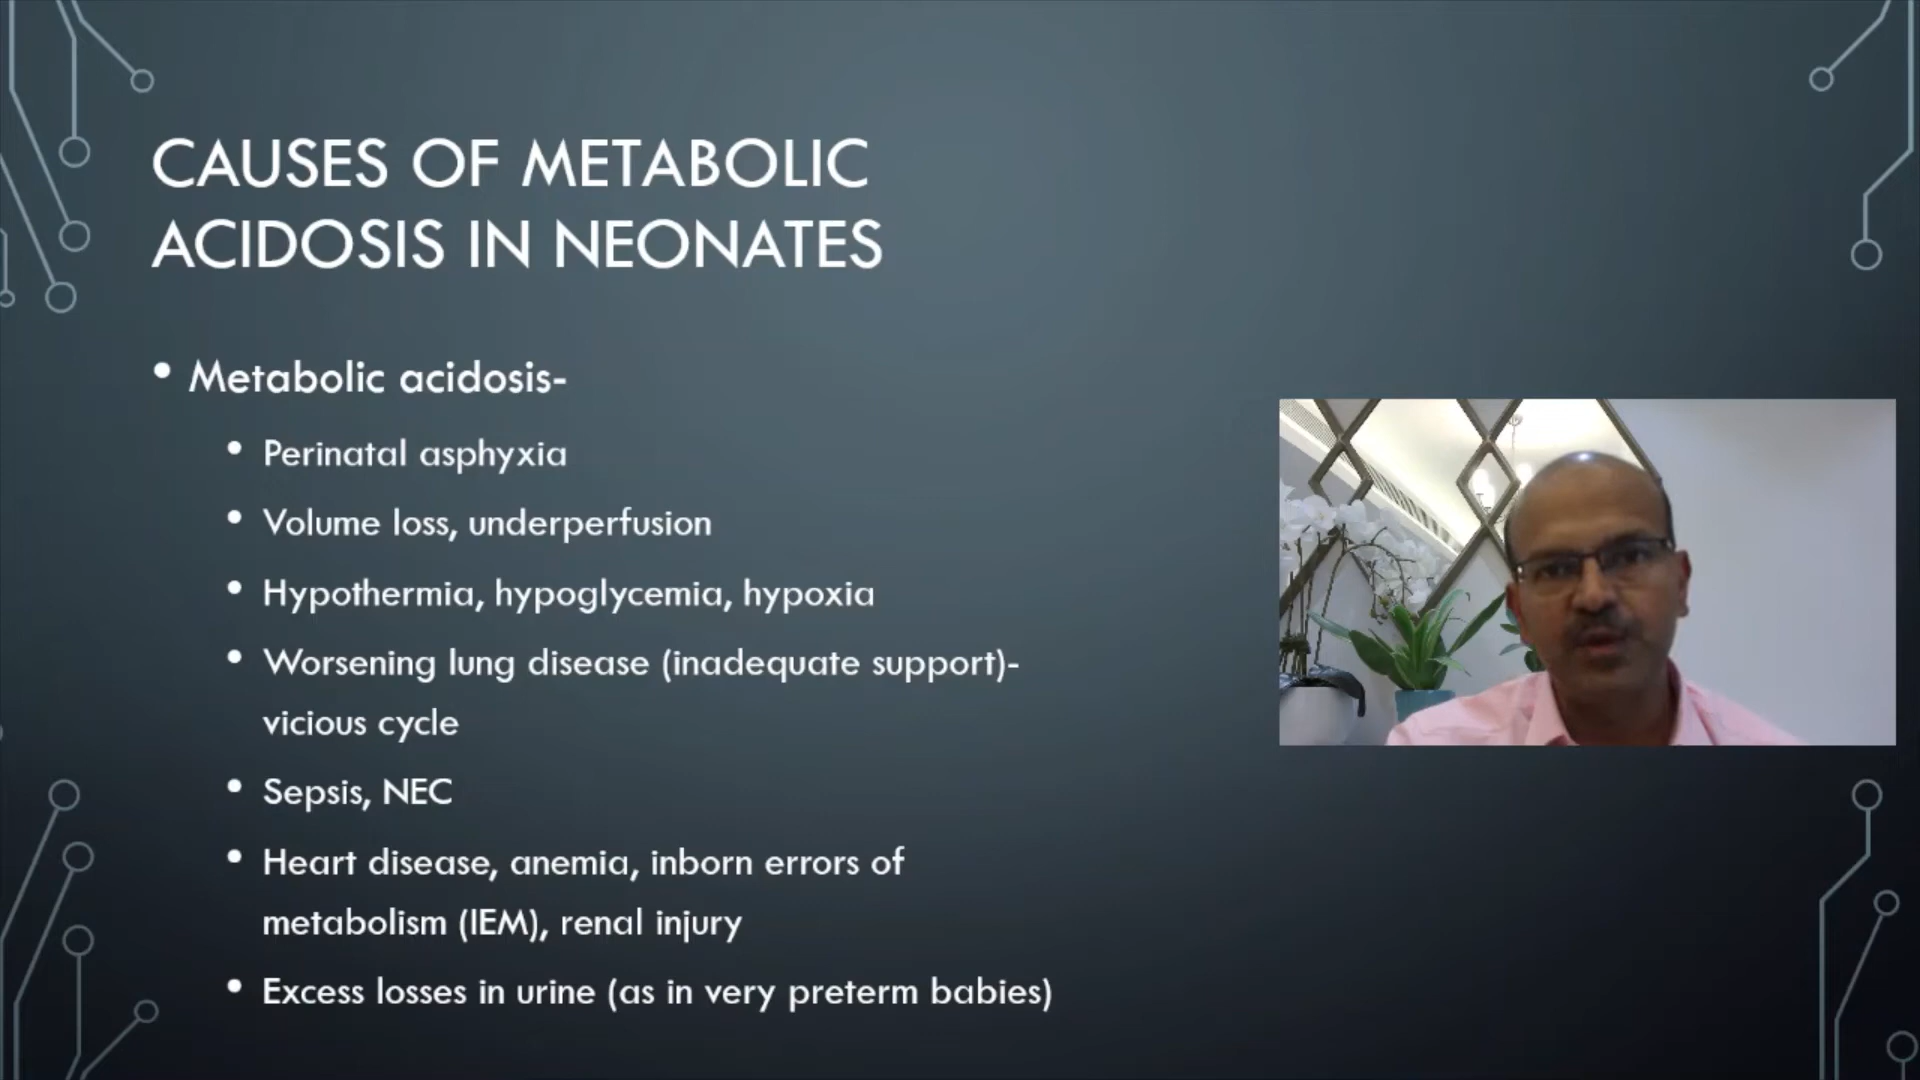 CAUSES OF METABOLIC
ACIDOSIS IN NEONATES
• Metabolic acidosis-
• Perinatal asphyxia
• Volume loss, underperfusion
• Hypothermia, hypoglycemia, hypoxia
• Worsening lung disease (inadequate support)-
vicious cycle
• Sepsis, NEC
• Heart disease, anemia, inborn errors of
metabolism (IEM), renal injury
• Excess losses in urine (as in very preterm babies)